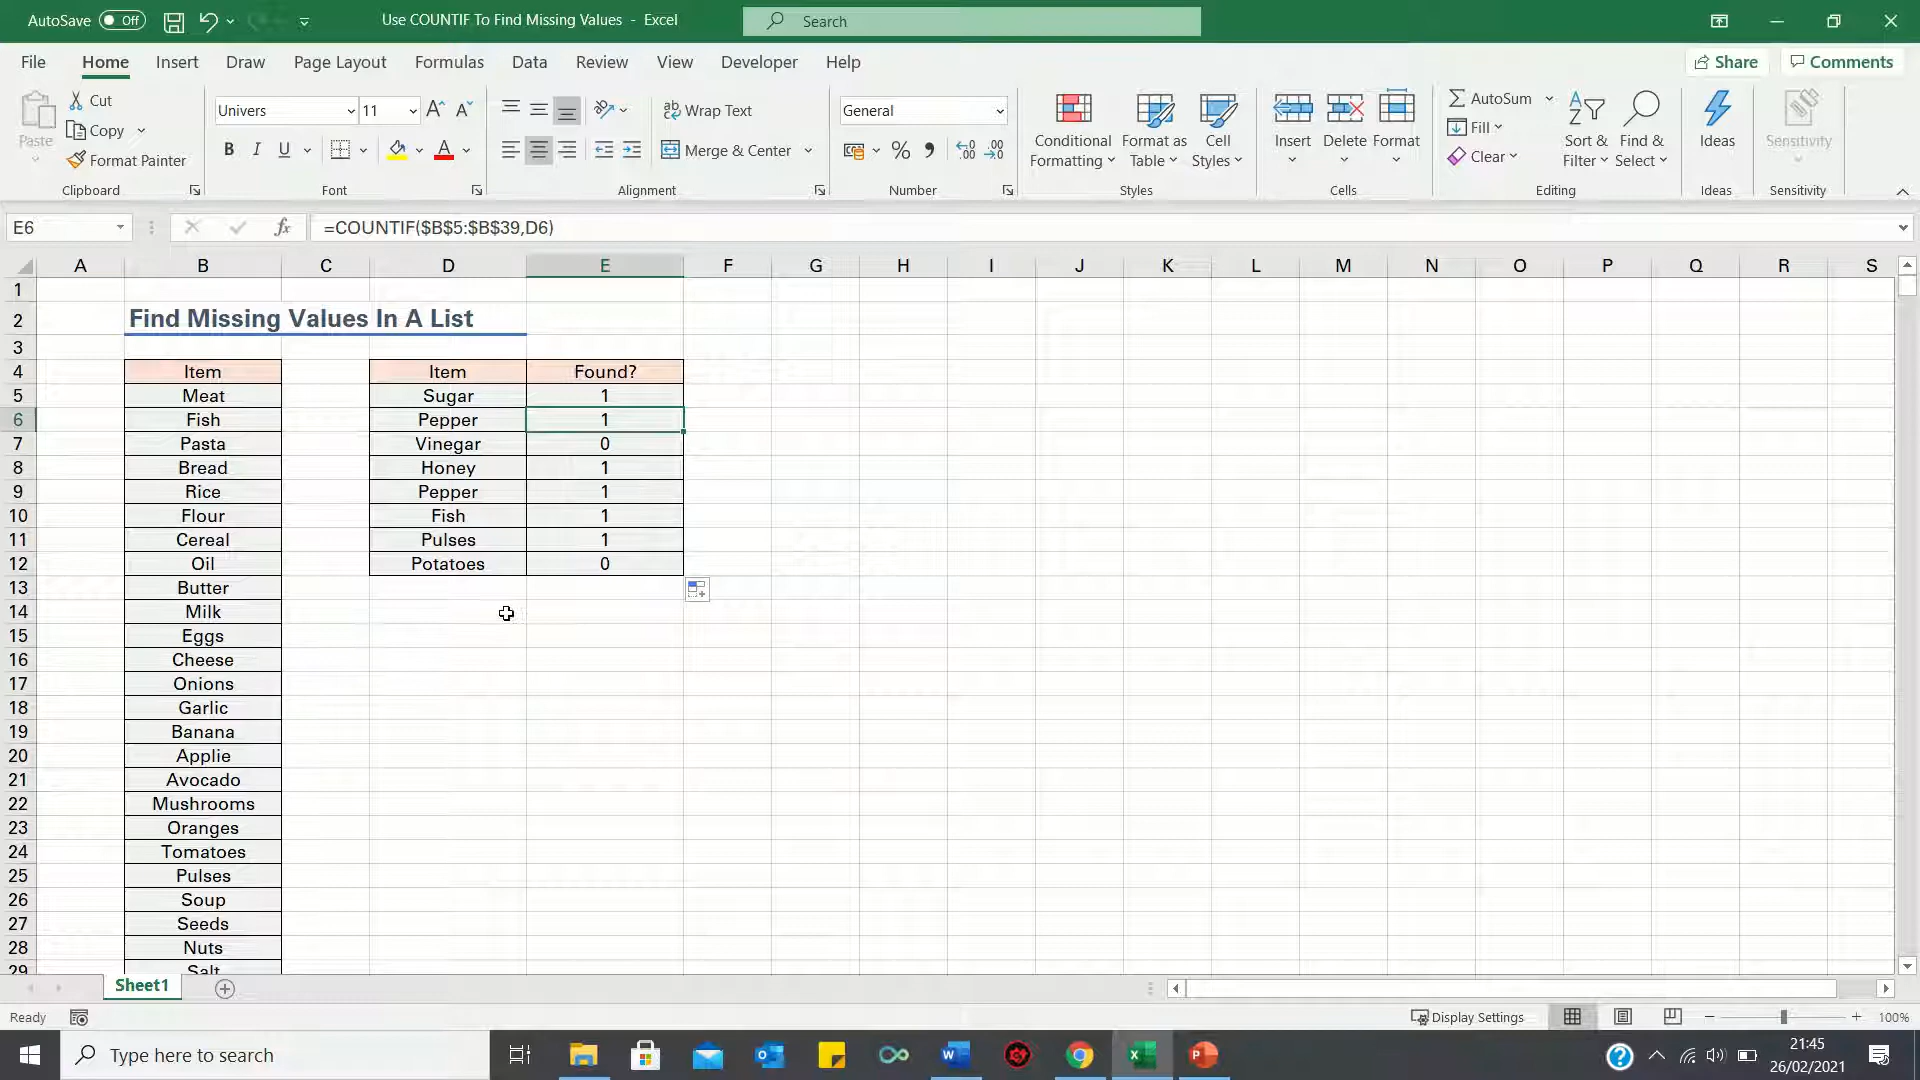 AutoSave Off Use COUNTIF To Find Missing Values - Excel Search
File Home Insert Draw Page Layout Formulas Data Review View Developer Help Share Comments
Paste Cut Copy Format Painter Clipboard
Univers 11 A A B I U A Font
ab Wrap Text Merge & Center Alignment
General % 9 Number
Conditional Formatting Format as Table Cell Styles Styles
Insert Delete Format Cells
AutoSum Fill Clear Sort & Filter Find & Select Editing
Ideas Ideas
Sensitivity Sensitivity
E6 fx =COUNTIF($B$5:$B$39,D6)
A B C D E F G H I J K L M N O P Q R S
1
2 Find Missing Values In A List
3
4 Item Item Found?
5 Meat Sugar 1
6 Fish Pepper 1
7 Pasta Vinegar 0
8 Bread Honey 1
9 Rice Pepper 1
10 Flour Fish 1
11 Cereal Pulses 1
12 Oil Potatoes 0
13 Butter
14 Milk
15 Eggs
16 Cheese
17 Onions
18 Garlic
19 Banana
20 Applie
21 Avocado
22 Mushrooms
23 Oranges
24 Tomatoes
25 Pulses
26 Soup
27 Seeds
28 Nuts
29 Salt
Sheet1
Ready Display Settings 100%
Type here to search 21:45
26/02/2021